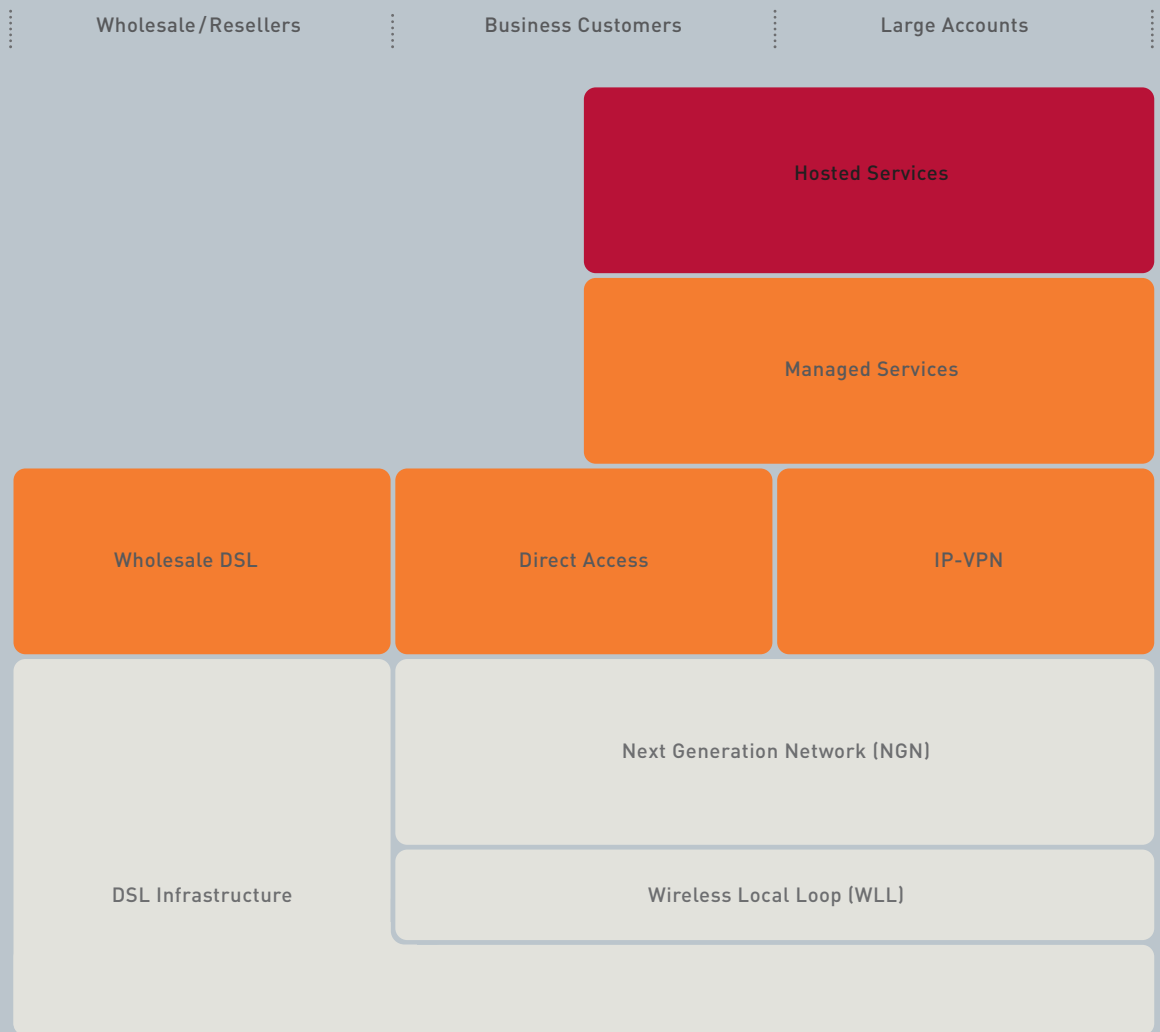 Wholesale/Resellers
Business Customers
Large Accounts
Hosted Services
Managed Services
Wholesale DSL
Direct Access
IP-VPN
Next Generation Network (NGN)
DSL Infrastructure
Wireless Local Loop (WLL)